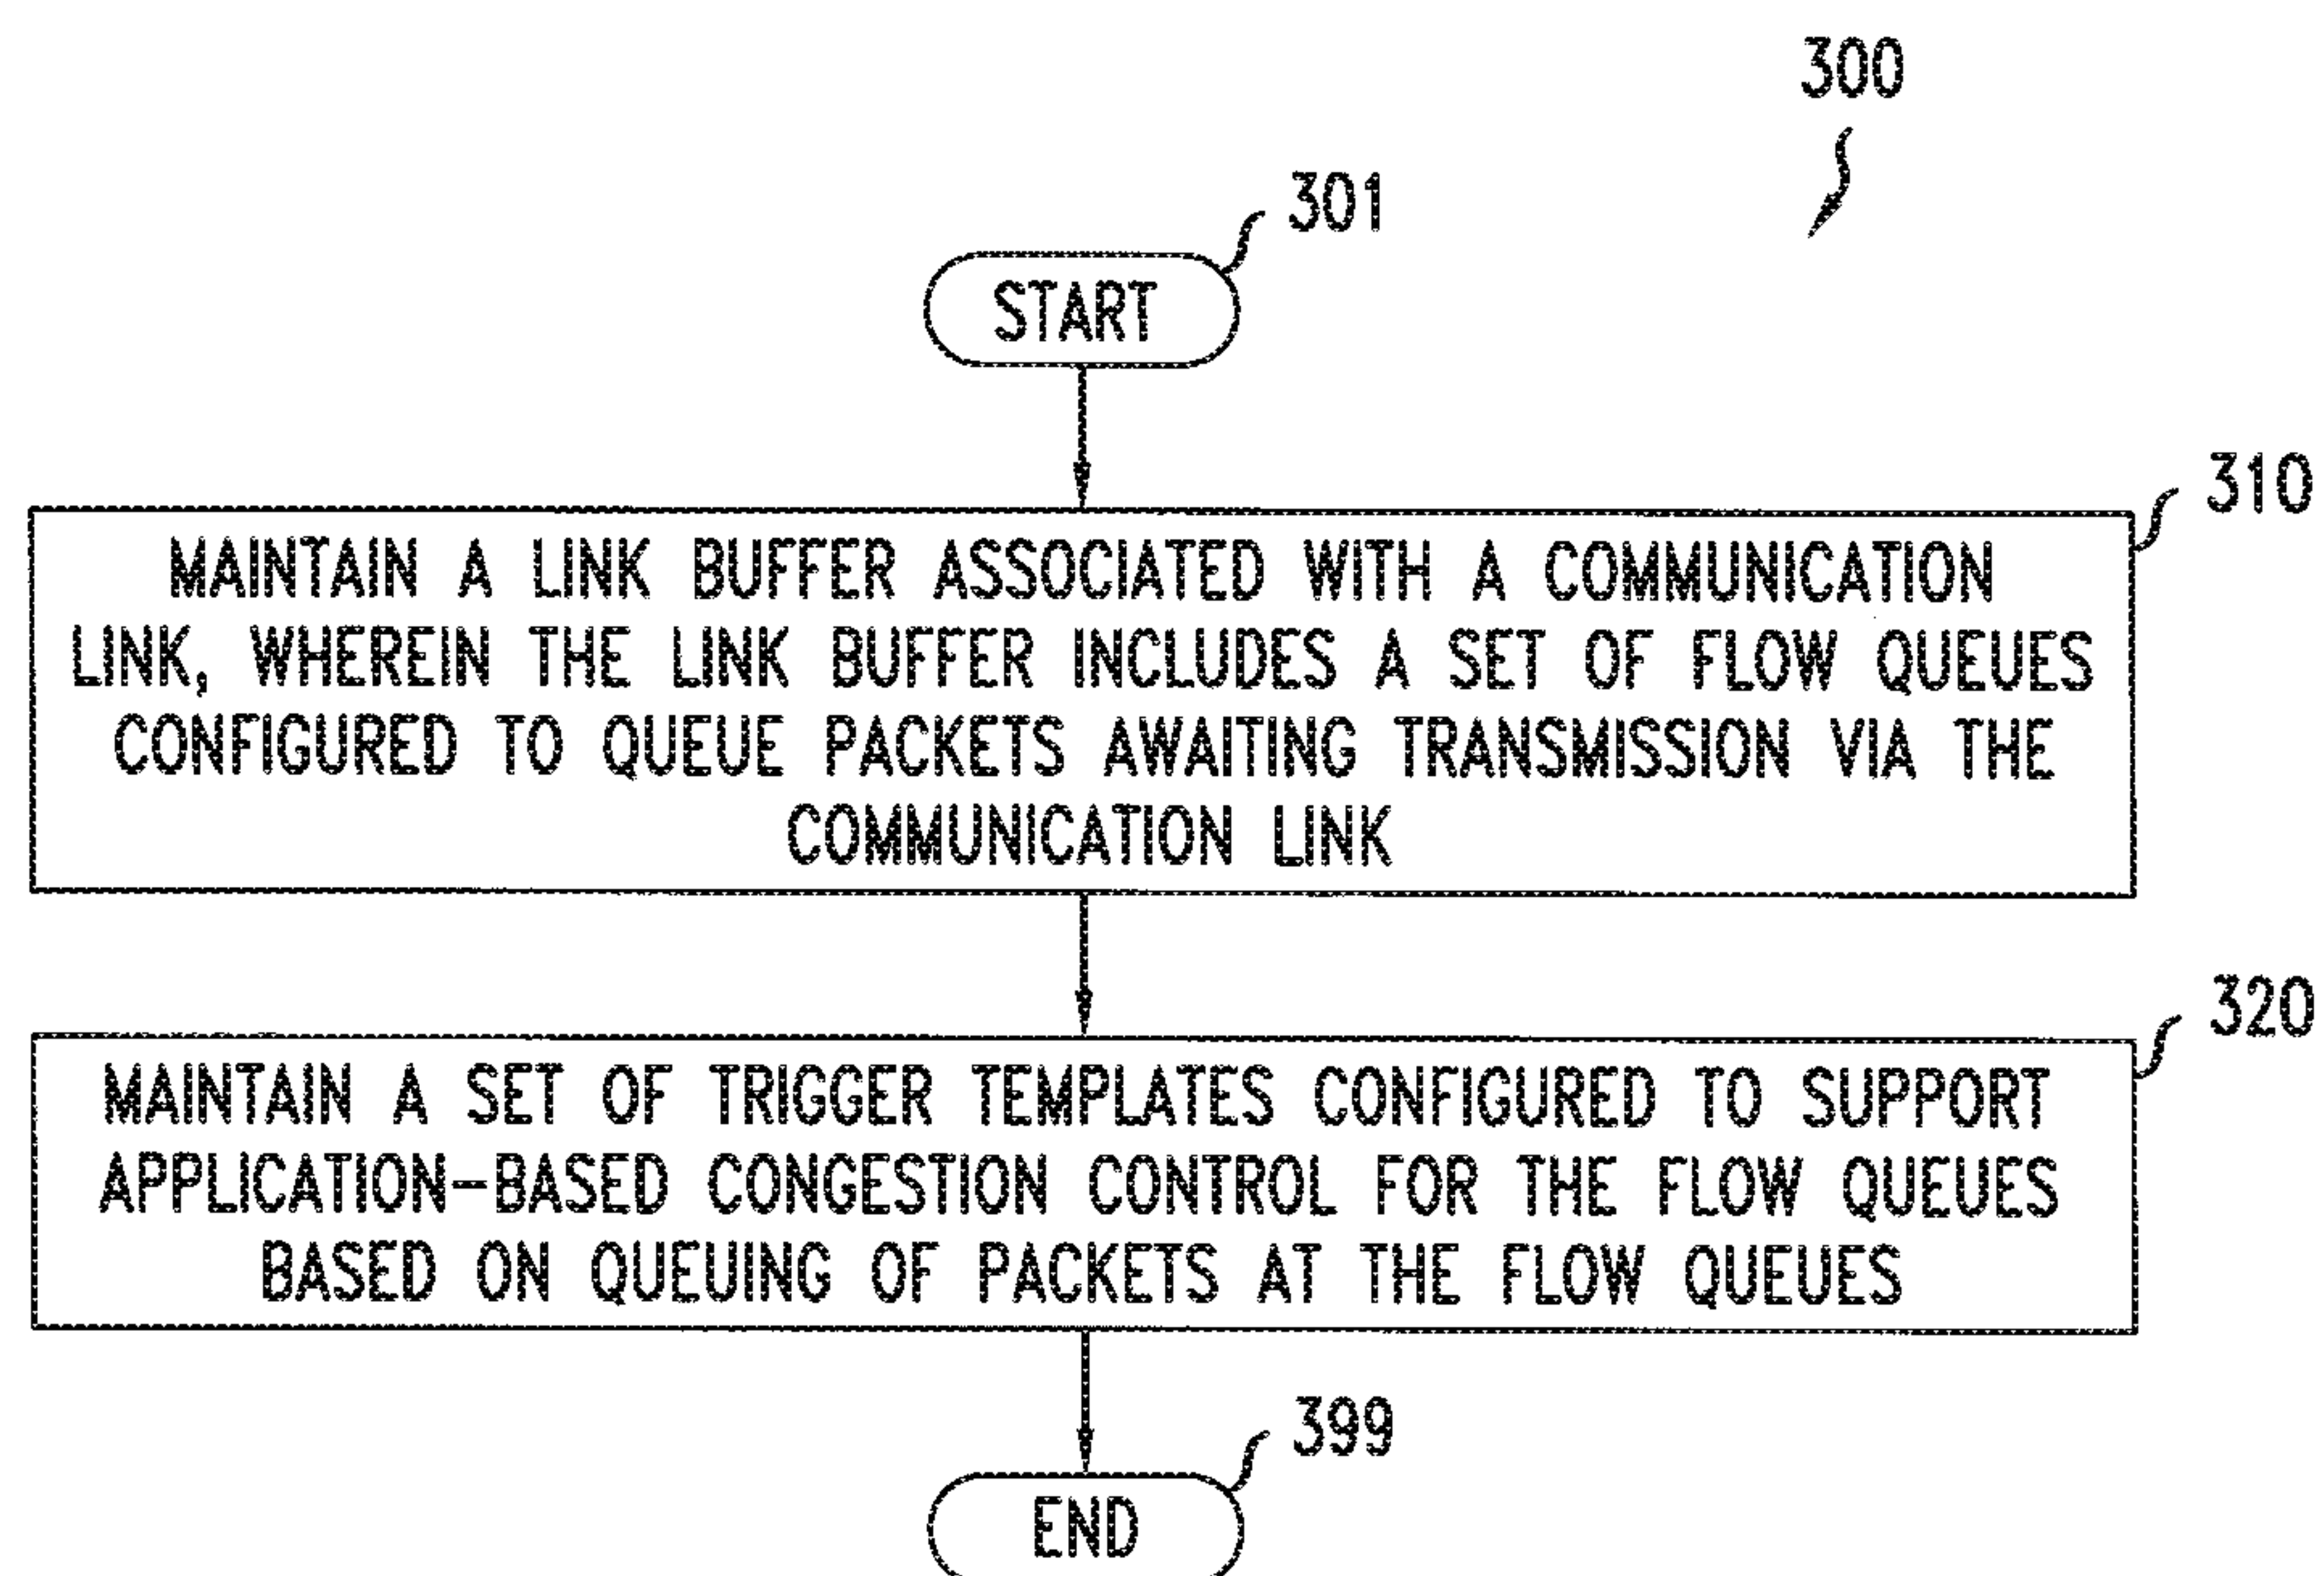 300
301
START
310
MAINTAIN A LINK BUFFER ASSOCIATED WITH A COMMUNICATION
LINK, WHEREIN THE LINK BUFFER INCLUDES A SET OF FLOW QUEUES
CONFIGURED TO QUEUE PACKETS AWAITING TRANSMISSION VIA THE
COMMUNICATION LINK
320
MAINTAIN A SET OF TRIGGER TEMPLATES CONFIGURED TO SUPPORT
APPLICATION-BASED CONGESTION CONTROL FOR THE FLOW QUEUES
BASED ON QUEUING OF PACKETS AT THE FLOW QUEUES
399
END